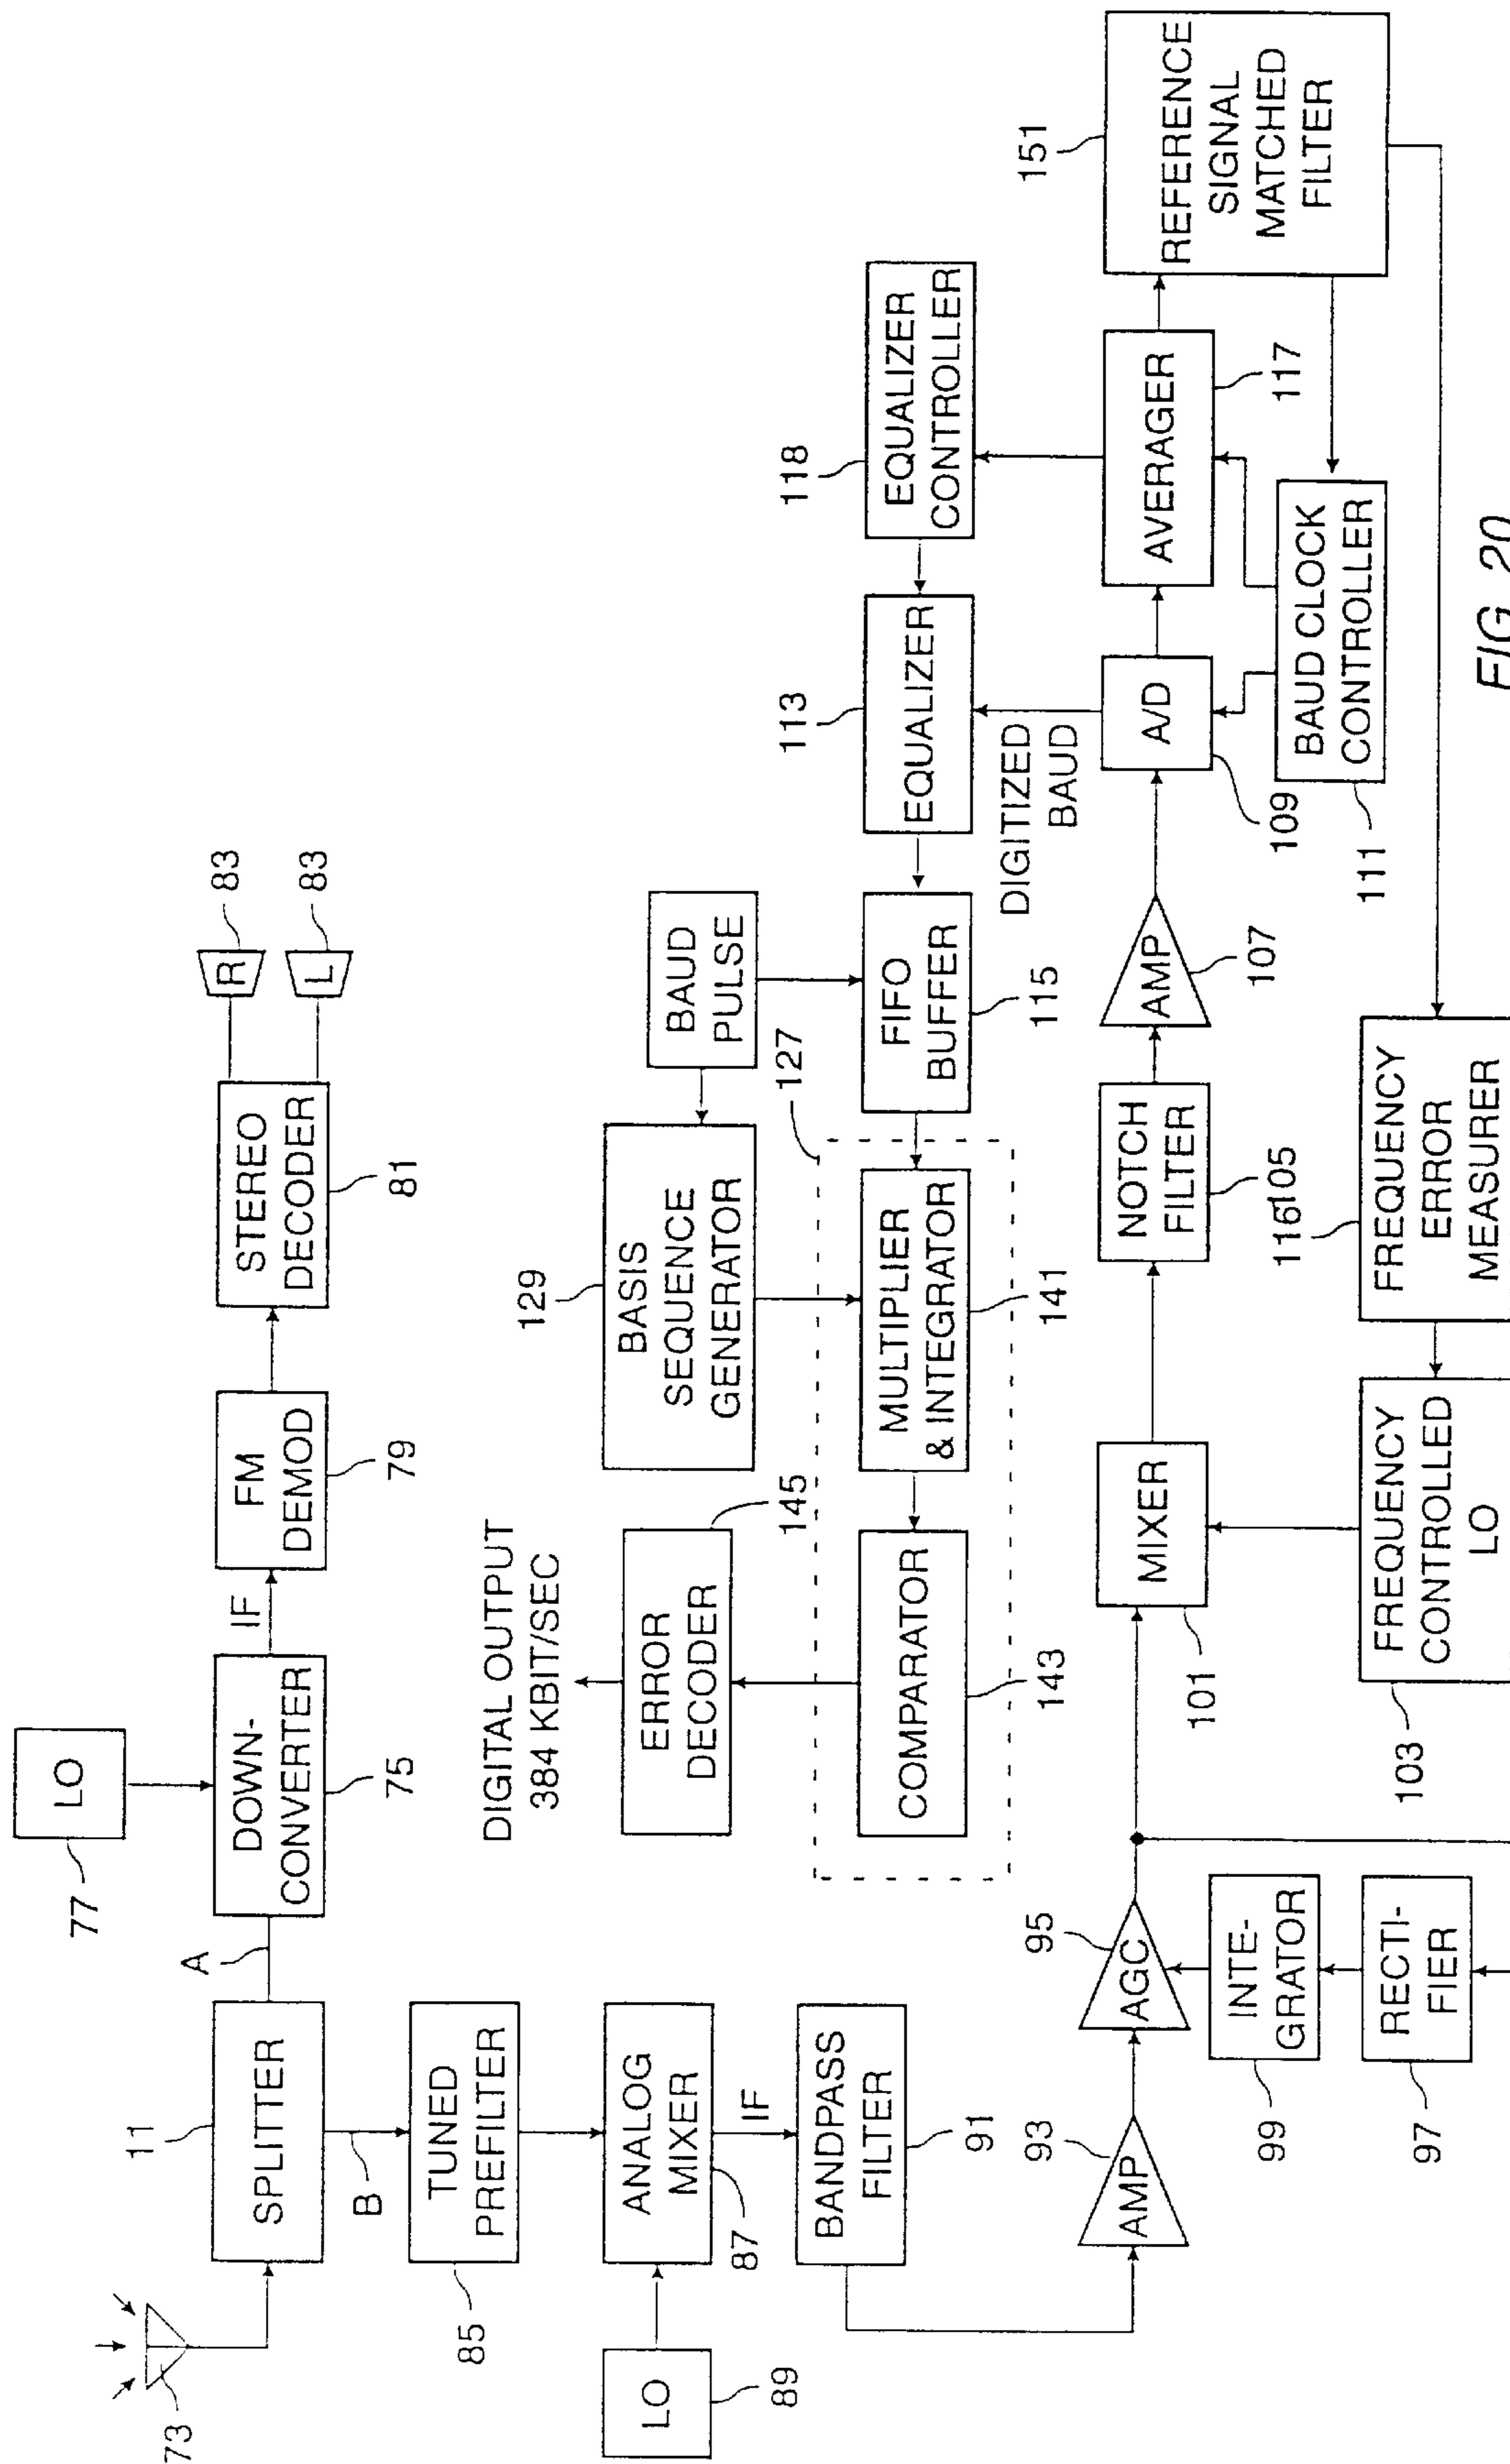 73
11
SPLITTER
A
B
77
LO
DOWN-
CONVERTER
75
IF
FM
DEMOD
79
STEREO
DECODER
81
R
83
L
83
TUNED
PREFILTER
85
LO
89
ANALOG
MIXER
87
IF
BANDPASS
FILTER
91
DIGITAL OUTPUT
384 KBIT/SEC
ERROR
DECODER
145
129
BASIS
SEQUENCE
GENERATOR
BAUD
PULSE
127
COMPARATOR
143
MULTIPLIER
& INTEGRATOR
141
FIFO
BUFFER
115
113
EQUALIZER
118
EQUALIZER
CONTROLLER
DIGITIZED
BAUD
93
AMP
95
AGC
INTE-
GRATOR
99
RECTI-
FIER
97
MIXER
101
NOTCH
FILTER
105
AMP
107
A/D
109
AVERAGER
117
151
REFERENCE
SIGNAL
MATCHED
FILTER
BAUD CLOCK
CONTROLLER
111
103
FREQUENCY
CONTROLLED
LO
116
FREQUENCY
ERROR
MEASURER
FIG. 20